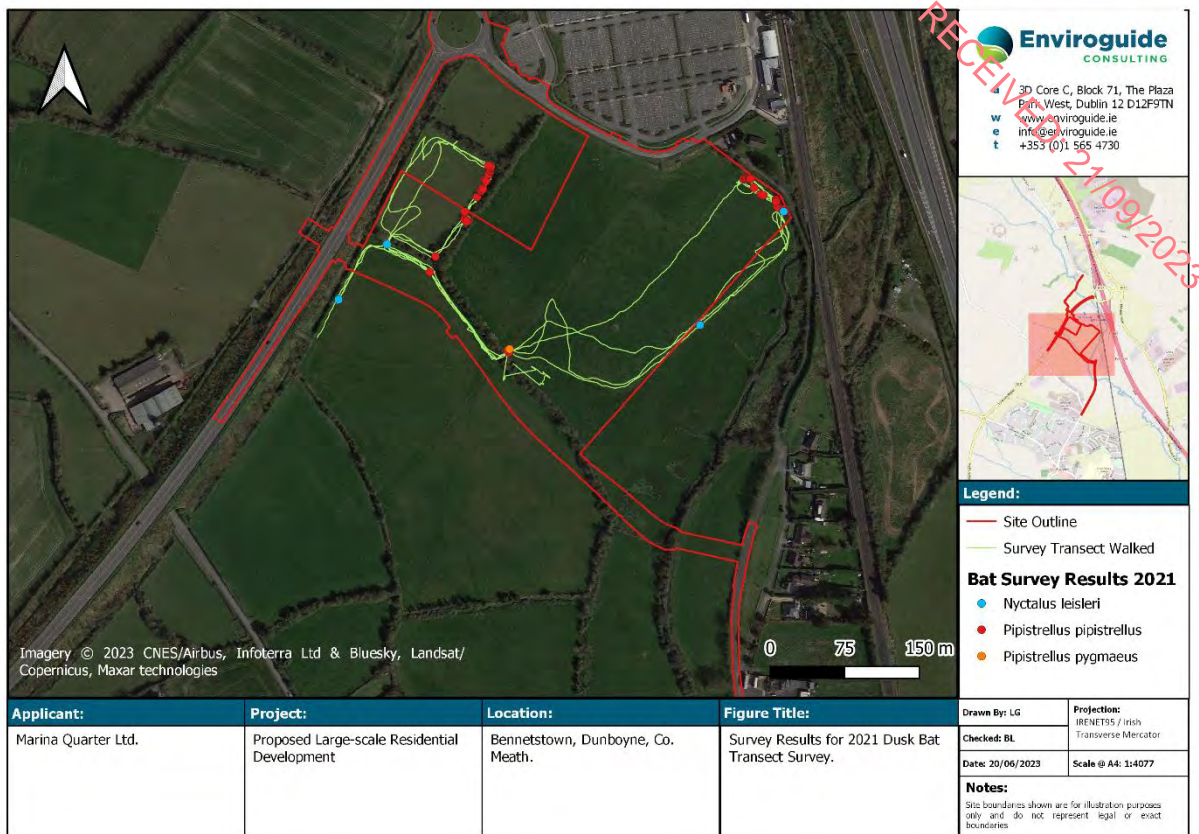 Enviroguide
CONSULTING
a 3D Core C, Block 71, The Plaza
Park West, Dublin 12 D12F9TN
w www.enviroguide.ie
e info@enviroguide.ie
t +353 (0)1 565 4730
RECEIVED: 21/09/2023
Legend:
Site Outline
Survey Transect Walked
Bat Survey Results 2021
Nyctalus leisleri
Pipistrellus pipistrellus
Pipistrellus pygmaeus
Imagery © 2023 CNES/Airbus, Infoterra Ltd & Bluesky, Landsat/
Copernicus, Maxar technologies
0 75 150 m
Applicant:
Marina Quarter Ltd.
Project:
Proposed Large-scale Residential
Development
Location:
Bennetstown, Dunboyne, Co.
Meath.
Figure Title:
Survey Results for 2021 Dusk Bat
Transect Survey.
Drawn By: LG
Projection:
IRENET95 / Irish
Transverse Mercator
Checked: BL
Date: 20/06/2023
Scale @ A4: 1:4077
Notes:
Site boundaries shown are for illustration purposes
only and do not represent legal or exact
boundaries